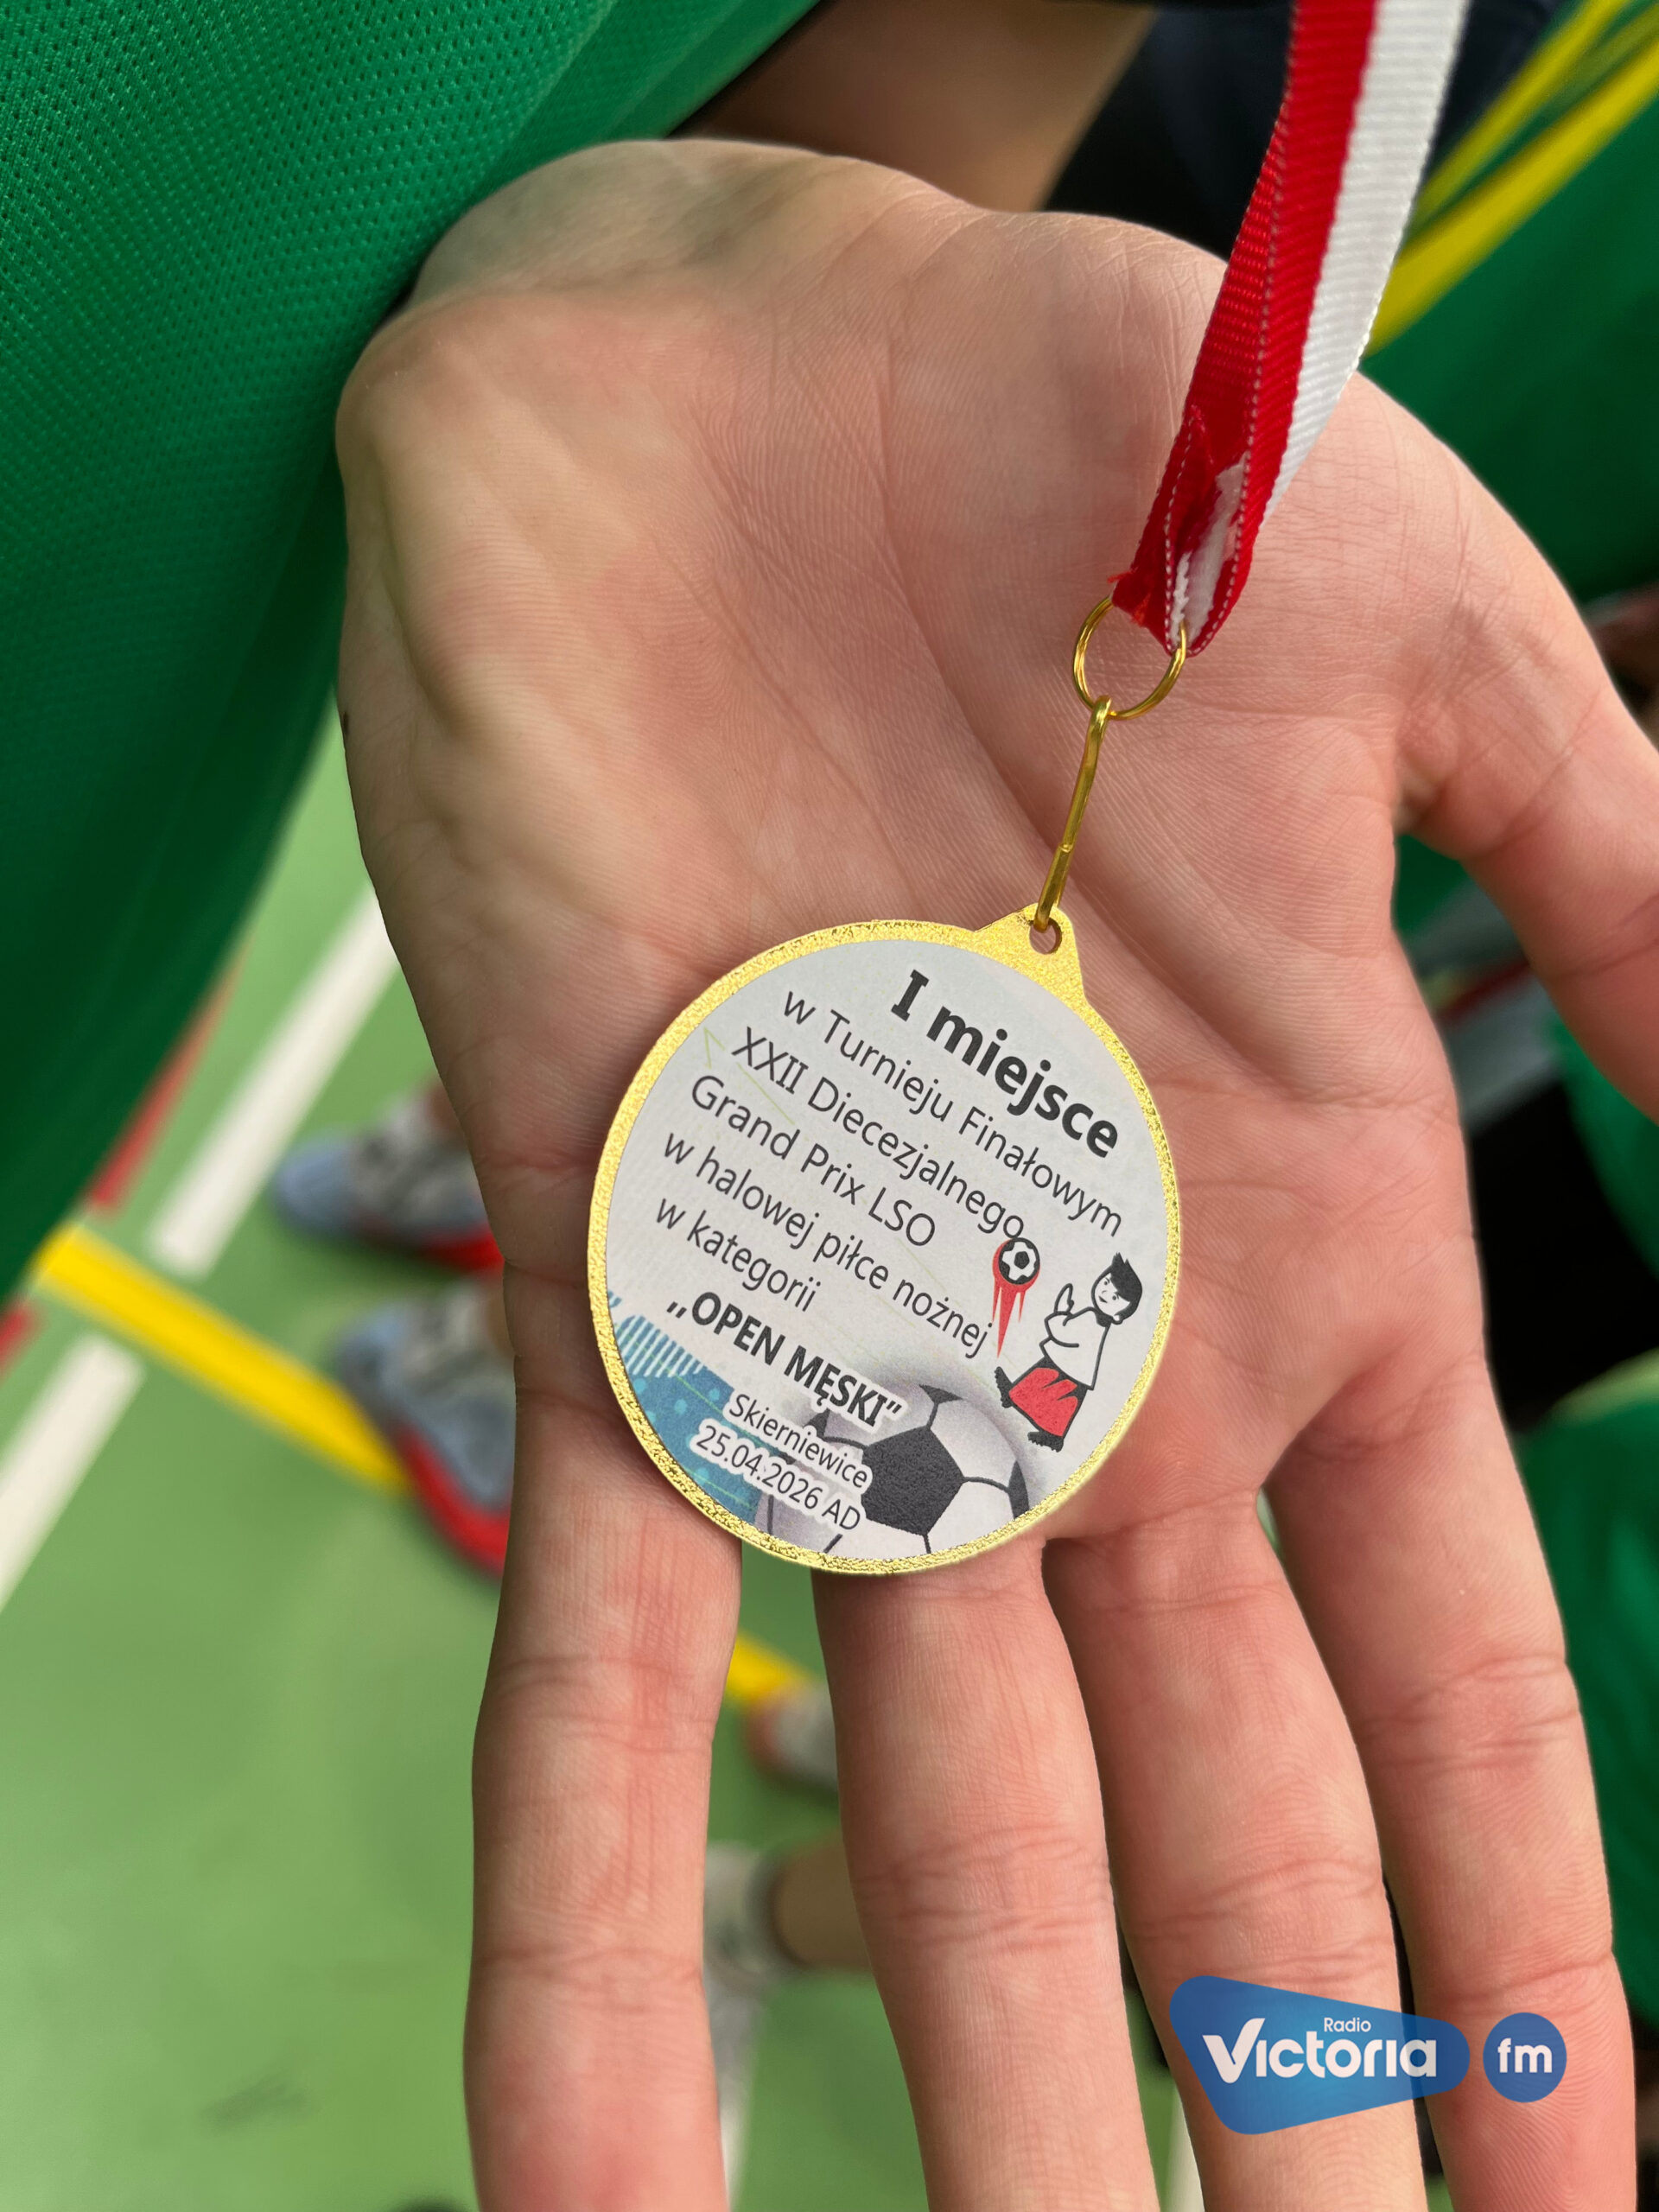 I miejsce
w Turnieju Finałowym
XXII Diecezjalnego
Grand Prix LSO
w halowej piłce nożnej
w kategorii
,,OPEN MĘSKI”
Skierniewice
25.04.2026 AD
Radio
Victoria fm